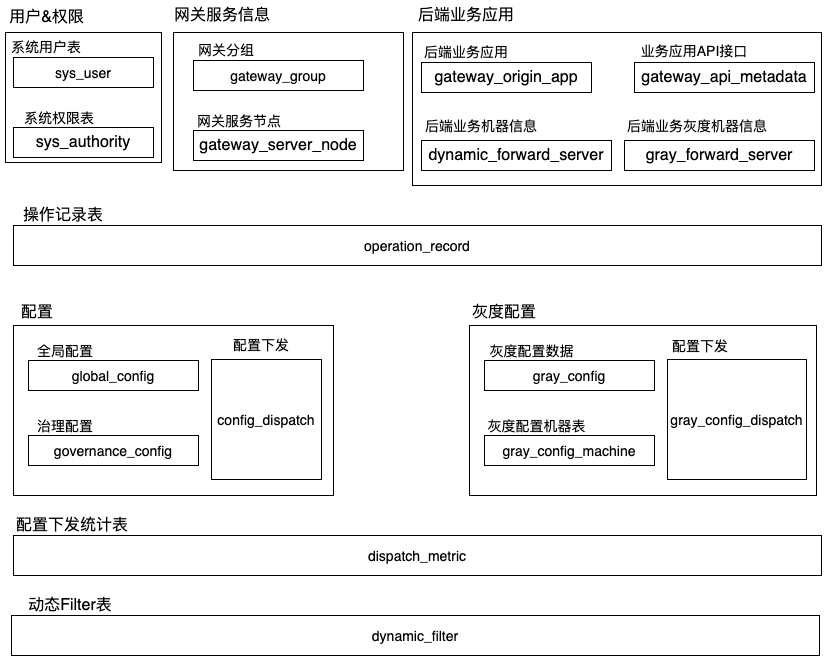 用户&权限
系统用户表
sys_user
系统权限表
sys_authority
网关服务信息
网关分组
gateway_group
网关服务节点
gateway_server_node
后端业务应用
后端业务应用
gateway_origin_app
业务应用API接口
gateway_api_metadata
后端业务机器信息
dynamic_forward_server
后端业务灰度机器信息
gray_forward_server
操作记录表
operation_record
配置
全局配置
global_config
治理配置
governance_config
配置下发
config_dispatch
灰度配置
灰度配置数据
gray_config
灰度配置机器表
gray_config_machine
配置下发
gray_config_dispatch
配置下发统计表
dispatch_metric
动态Filter表
dynamic_filter